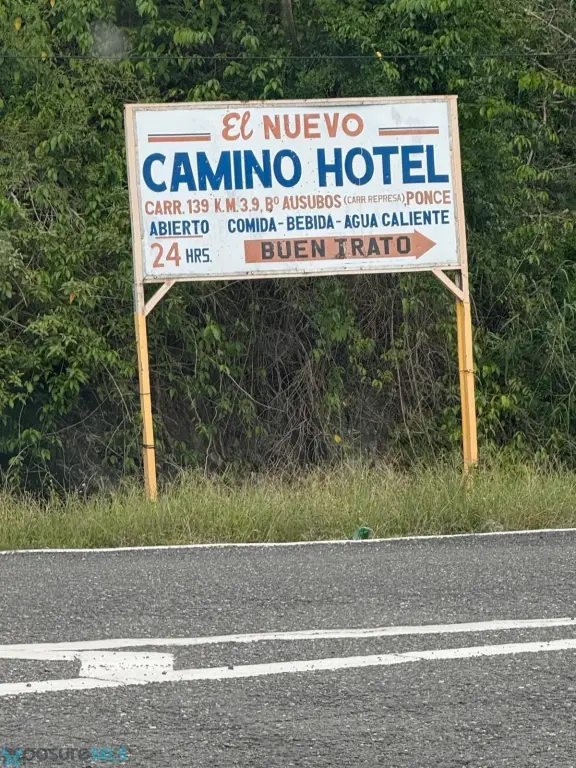 El NUEVO
CAMINO HOTEL
CARR. 139 K.M. 3.9, Bº AUSUBOS (CARR. REPRESA), PONCE
ABIERTO COMIDA - BEBIDA - AGUA CALIENTE
24 HRS. BUEN TRATO